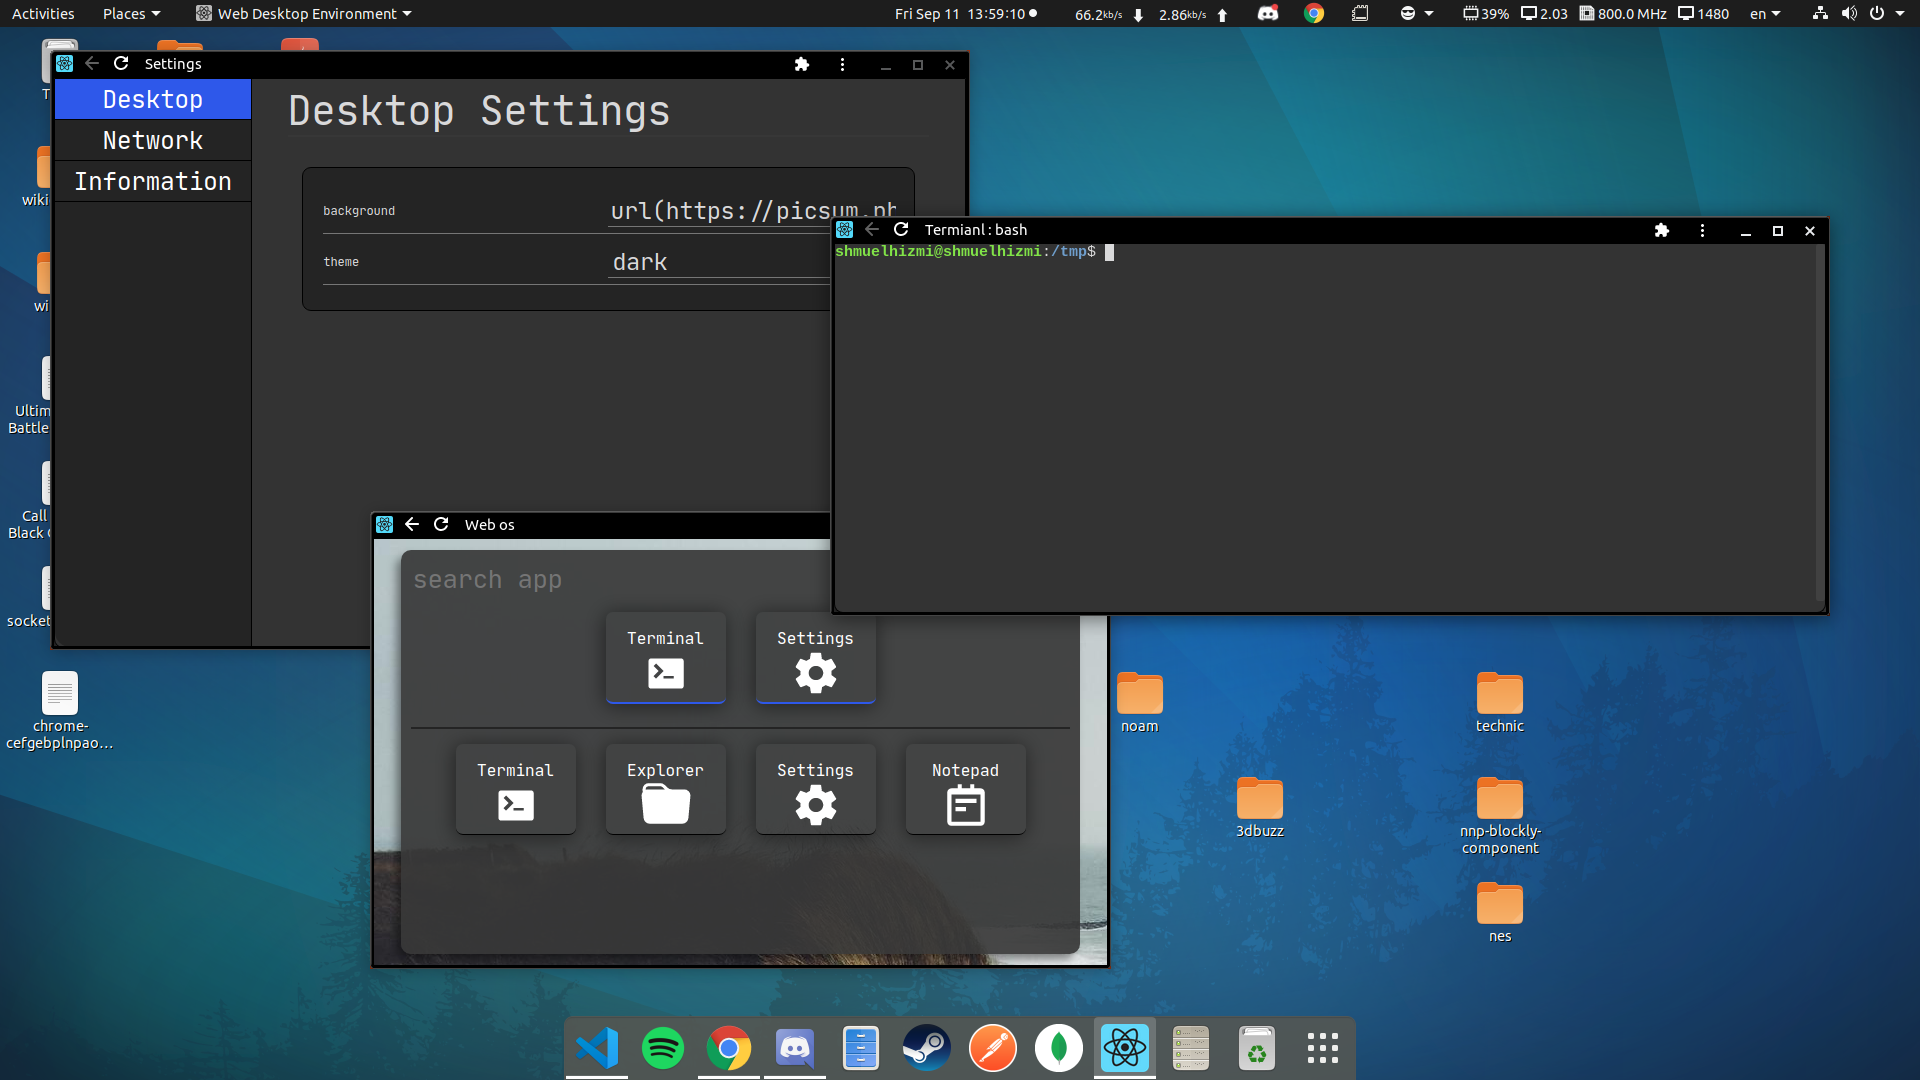 Activities Places Web Desktop Environment Fri Sep 11 13:59:10 66.2kb/s 2.86kb/s 39% 2.03 800.0 MHz 1480 en
Settings
Desktop
Network
Information
Desktop Settings
background url(https://picsum.ph
theme dark
Termianl : bash
shmuelhizmi@shmuelhizmi:/tmp$
Web os
search app
Terminal Settings
Terminal Explorer Settings Notepad
T
wiki
wi
Ultim
Battle
Call
Black
socket
chrome-
cefgebplnpao...
noam
technic
3dbuzz
nnp-blockly-
component
nes